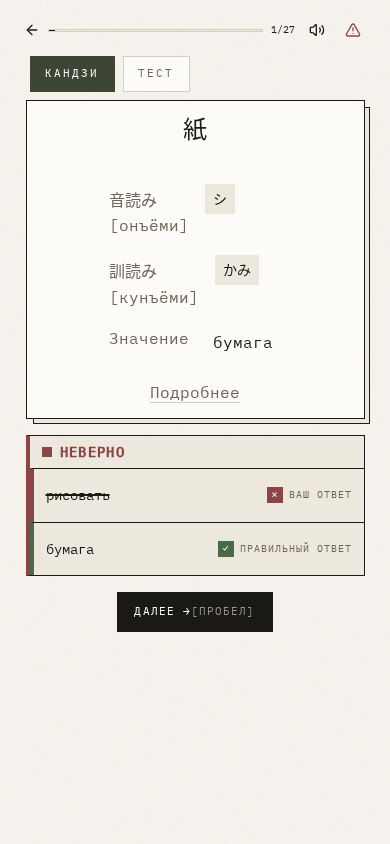 1/27
КАНДЗИ ТЕСТ
紙
音読み シ
[онъёми]
訓読み かみ
[кунъёми]
Значение бумага
Подробнее
НЕВЕРНО
рисовать ВАШ ОТВЕТ
бумага ПРАВИЛЬНЫЙ ОТВЕТ
ДАЛЕЕ →[ПРОБЕЛ]